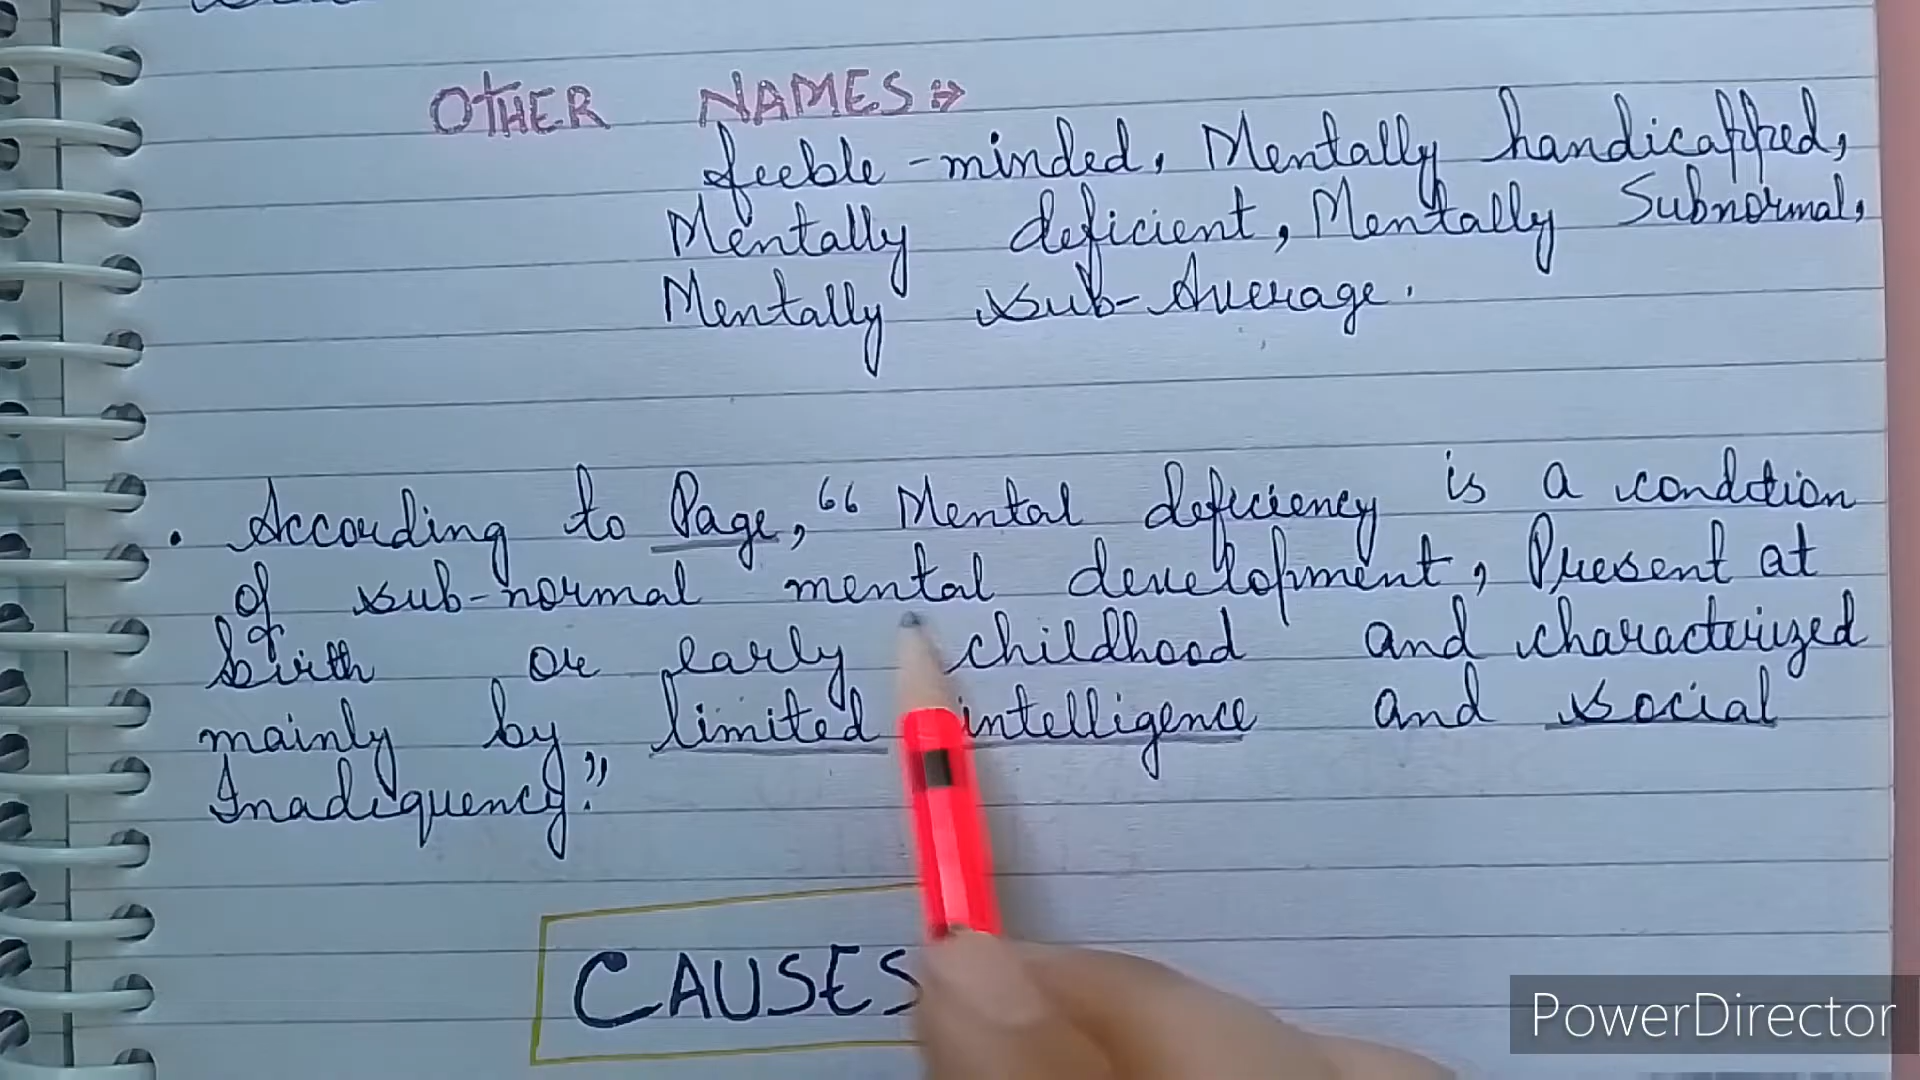 OTHER NAMES:→
feeble-minded, Mentally handicapped,
Mentally deficient, Mentally Subnormal,
Mentally sub-Average.
• According to Page, “Mental deficiency is a condition
of sub-normal mental development, Present at
birth or early childhood and characterized
mainly by, limited intelligence and social
Inadequency.”
CAUSES
PowerDirector